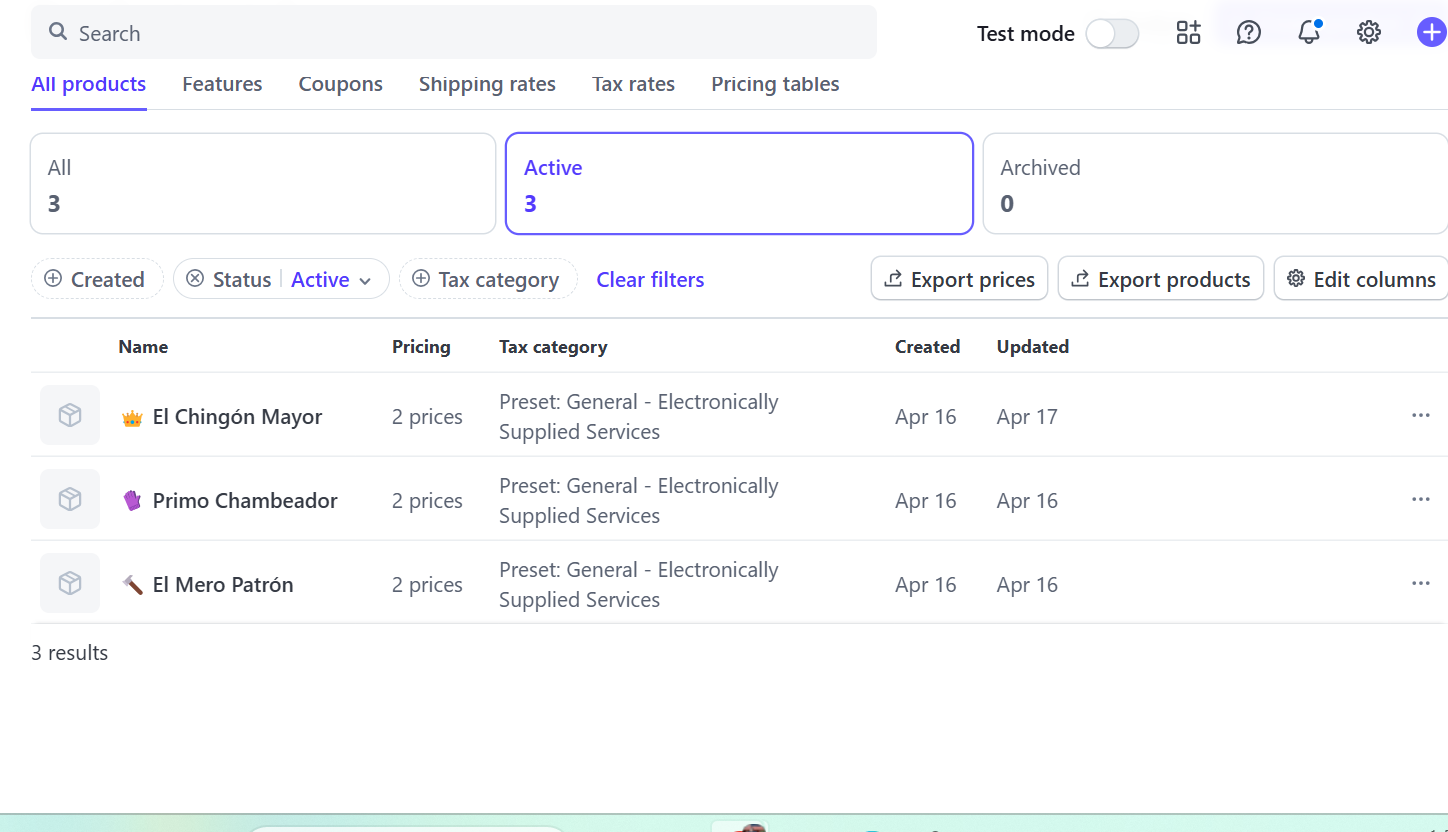 Search
Test mode
All products Features Coupons Shipping rates Tax rates Pricing tables
All
3
Active
3
Archived
0
Created
Status Active
Tax category
Clear filters
Export prices
Export products
Edit columns
Name Pricing Tax category Created Updated
👑 El Chingón Mayor 2 prices Preset: General - Electronically Supplied Services Apr 16 Apr 17
🧤 Primo Chambeador 2 prices Preset: General - Electronically Supplied Services Apr 16 Apr 16
🔨 El Mero Patrón 2 prices Preset: General - Electronically Supplied Services Apr 16 Apr 16
3 results